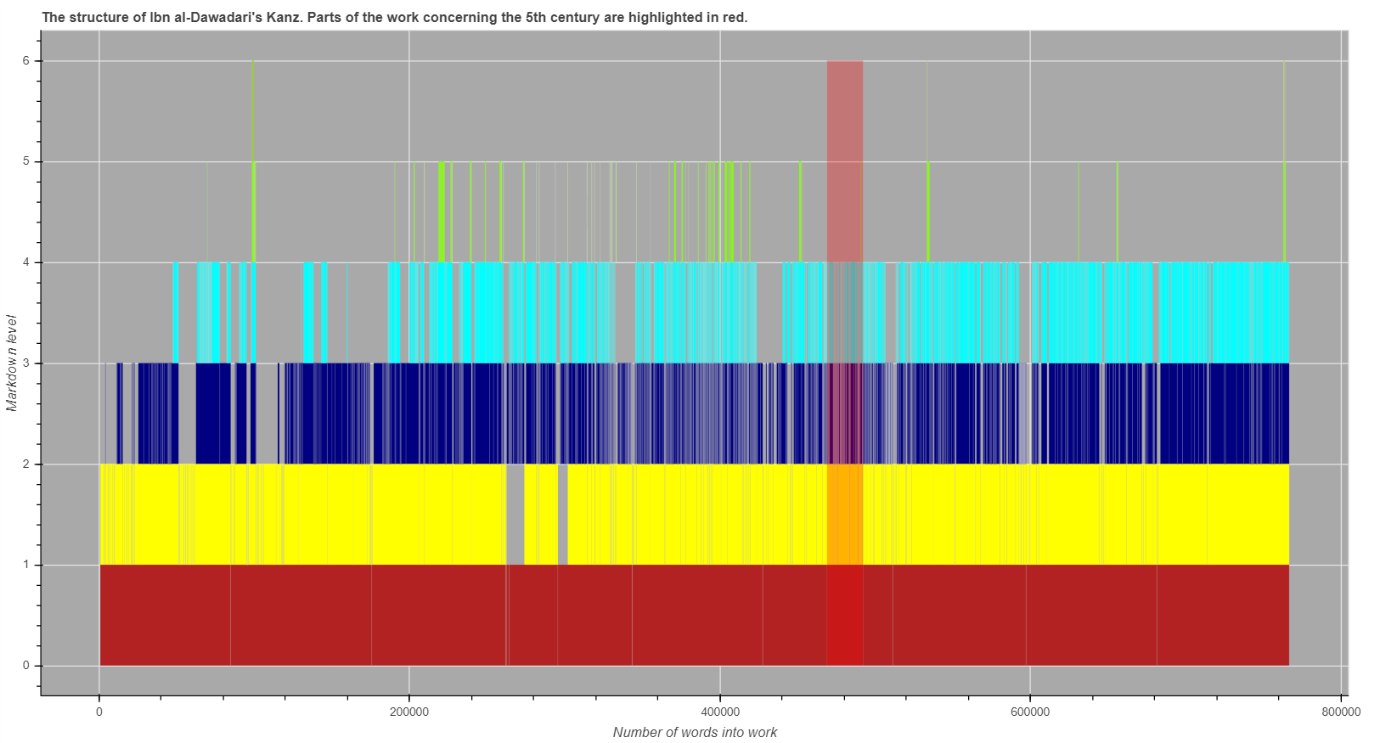 The structure of Ibn al-Dawadari's Kanz. Parts of the work concerning the 5th century are highlighted in red.
6
5
4
3
2
1
0
Markdown level
0 200000 400000 600000 800000
Number of words into work